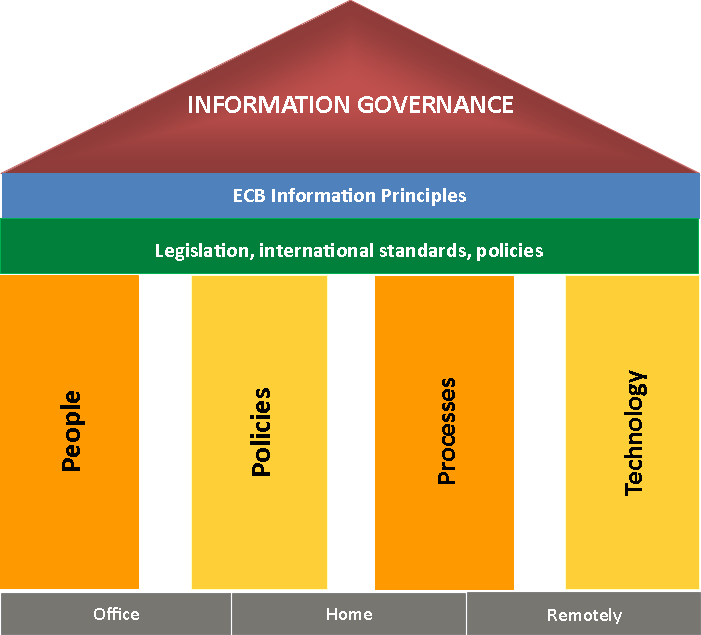 INFORMATION GOVERNANCE
ECB Information Principles
Legislation, international standards, policies
People
Policies
Processes
Technology
Office
Home
Remotely